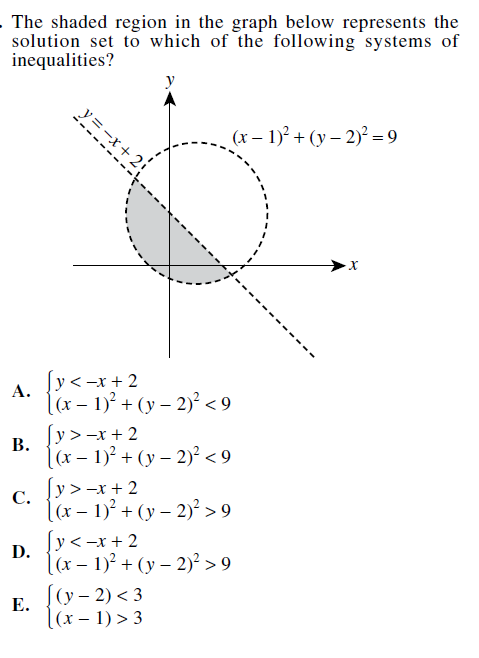 . The shaded region in the graph below represents the
solution set to which of the following systems of
inequalities?
y
y = –x + 2
(x – 1)² + (y – 2)² = 9
x
A. { y < –x + 2
(x – 1)² + (y – 2)² < 9
B. { y > –x + 2
(x – 1)² + (y – 2)² < 9
C. { y > –x + 2
(x – 1)² + (y – 2)² > 9
D. { y < –x + 2
(x – 1)² + (y – 2)² > 9
E. { (y – 2) < 3
(x – 1) > 3